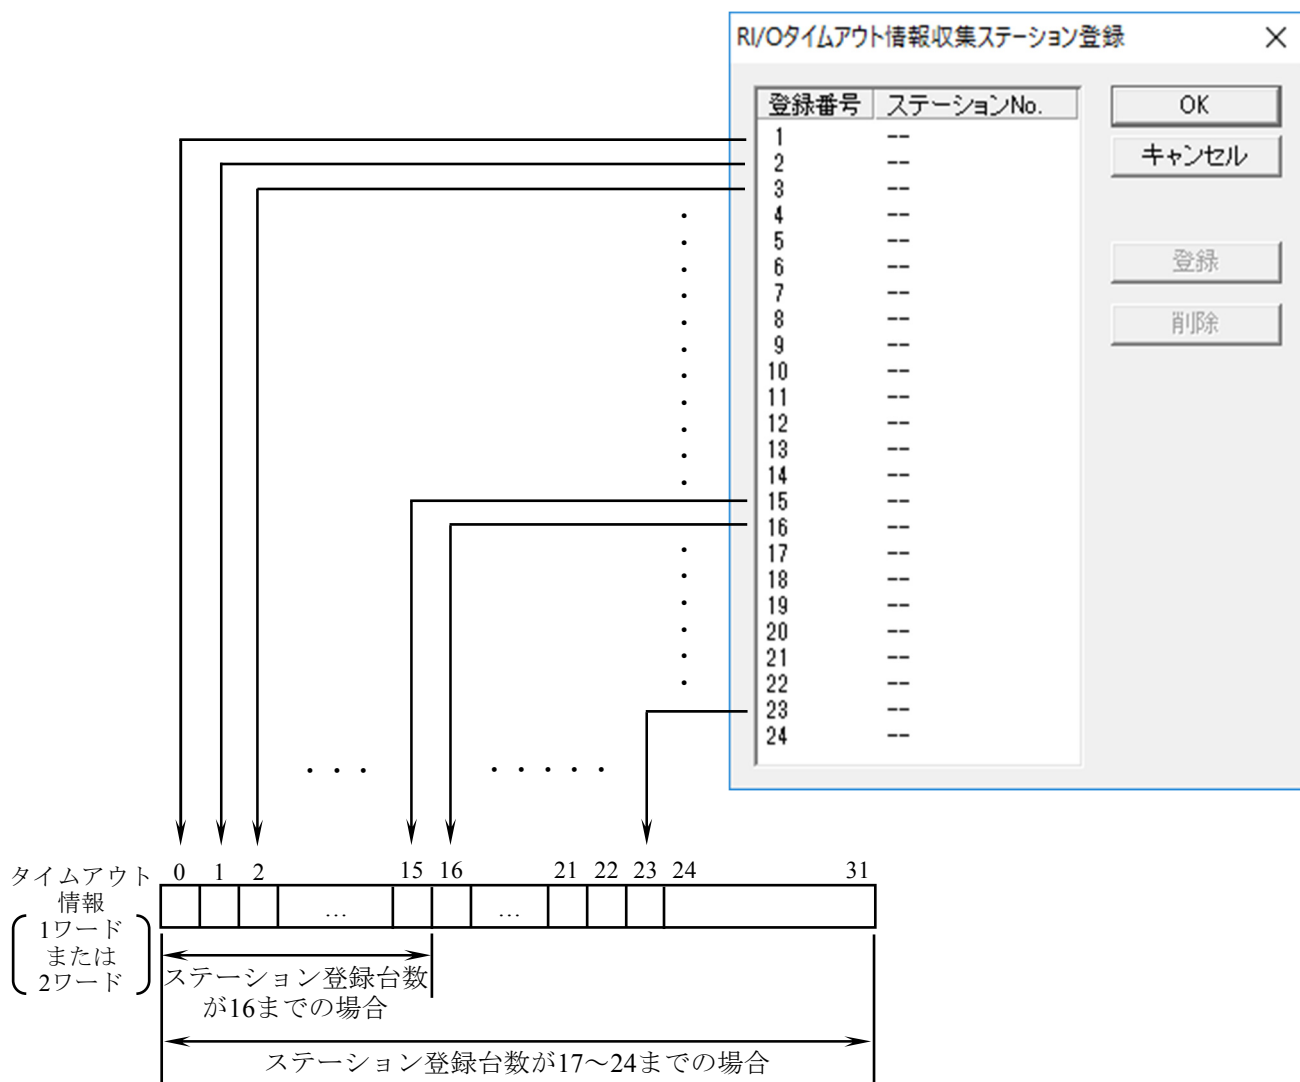 RI/Oタイムアウト情報収集ステーション登録
登録番号 ステーションNo.
OK
キャンセル
登録
削除
1 --
2 --
3 --
4 --
5 --
6 --
7 --
8 --
9 --
10 --
11 --
12 --
13 --
14 --
15 --
16 --
17 --
18 --
19 --
20 --
21 --
22 --
23 --
24 --
. . .
. . . . .
0 1 2 15 16 21 22 23 24 31
タイムアウト
情報
1ワード
または
2ワード
… …
ステーション登録台数
が16までの場合
ステーション登録台数が17～24までの場合